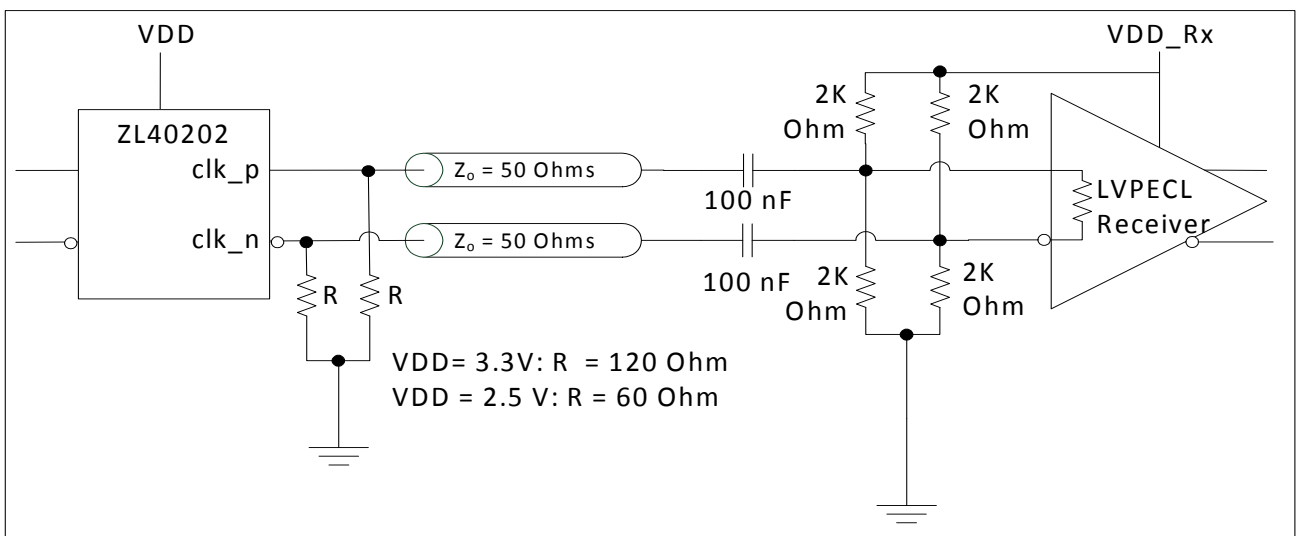 VDD
VDD_Rx
ZL40202
clk_p
clk_n
Zₒ = 50 Ohms
Zₒ = 50 Ohms
100 nF
100 nF
2K
Ohm
2K
Ohm
2K
Ohm
2K
Ohm
LVPECL
Receiver
R
R
VDD= 3.3V: R = 120 Ohm
VDD = 2.5 V: R = 60 Ohm